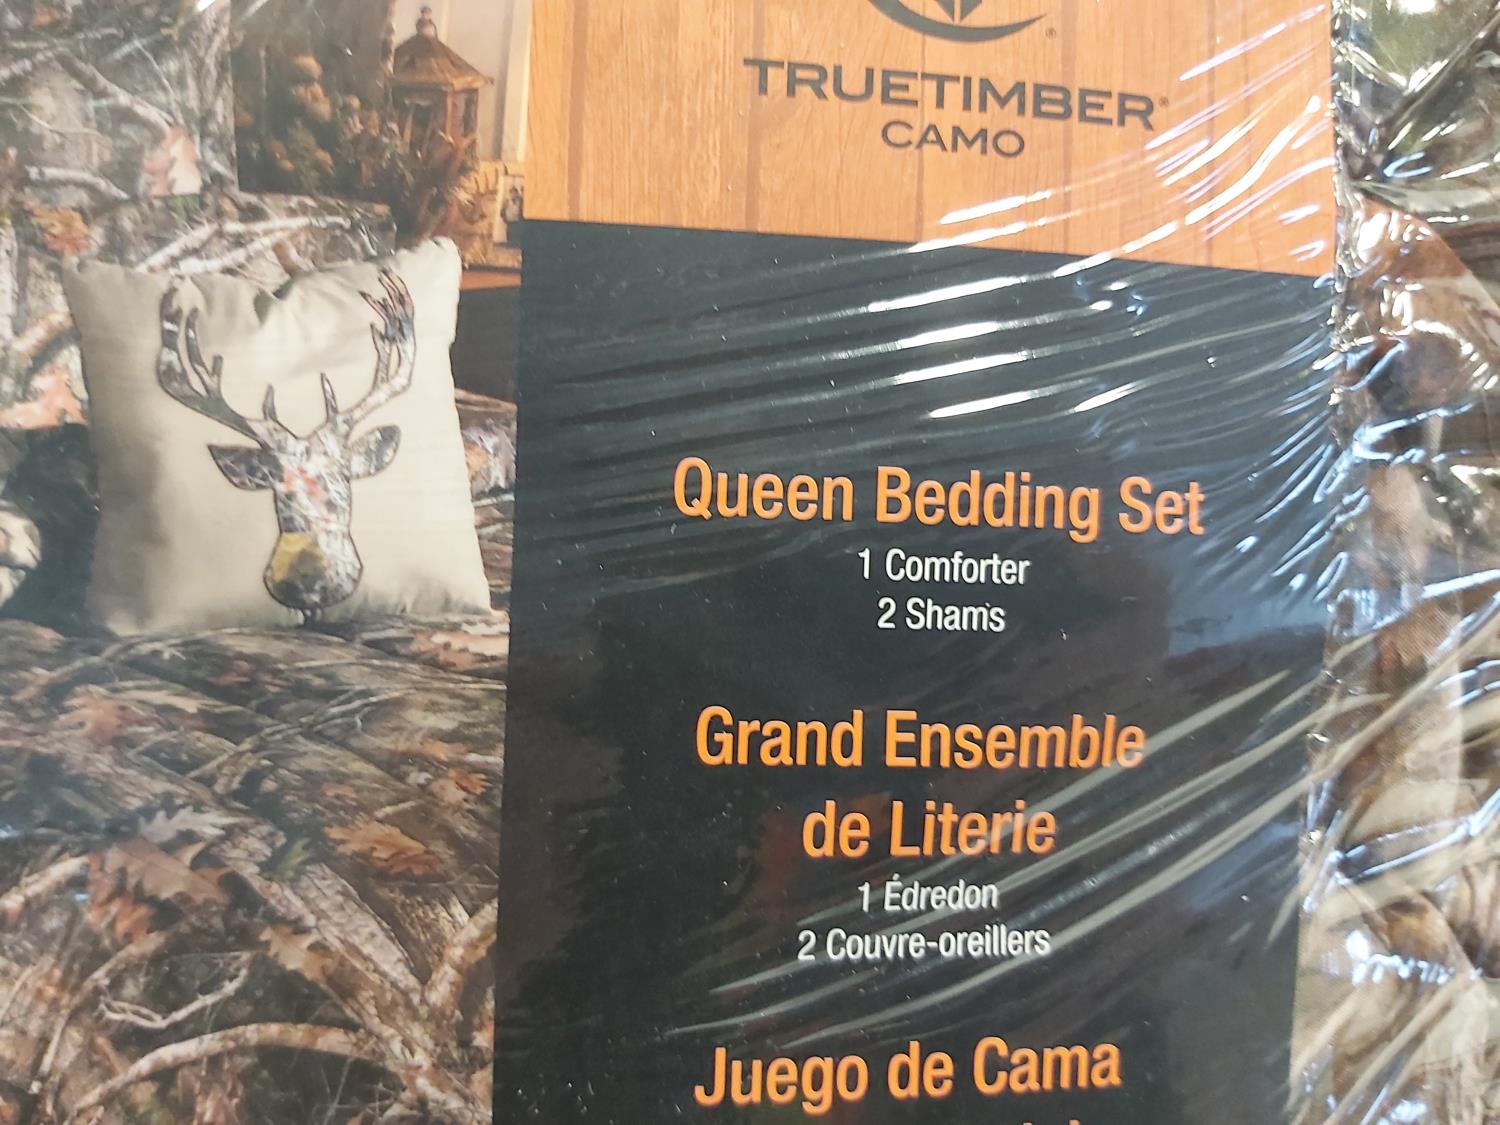 TRUETIMBER®
CAMO
Queen Bedding Set
1 Comforter
2 Shams
Grand Ensemble
de Literie
1 Édredon
2 Couvre-oreillers
Juego de Cama